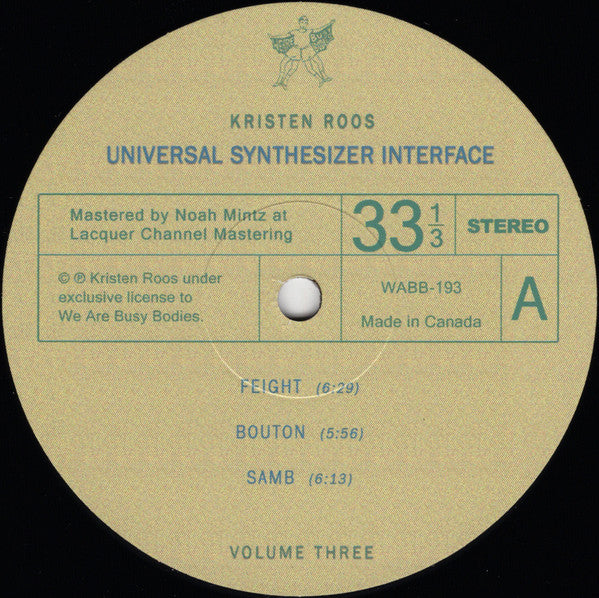 KRISTEN ROOS
UNIVERSAL SYNTHESIZER INTERFACE
Mastered by Noah Mintz at
Lacquer Channel Mastering
33 1/3
STEREO
© ℗ Kristen Roos under
exclusive license to
We Are Busy Bodies.
WABB-193
Made in Canada
A
FEIGHT (6:29)
BOUTON (5:56)
SAMB (6:13)
VOLUME THREE